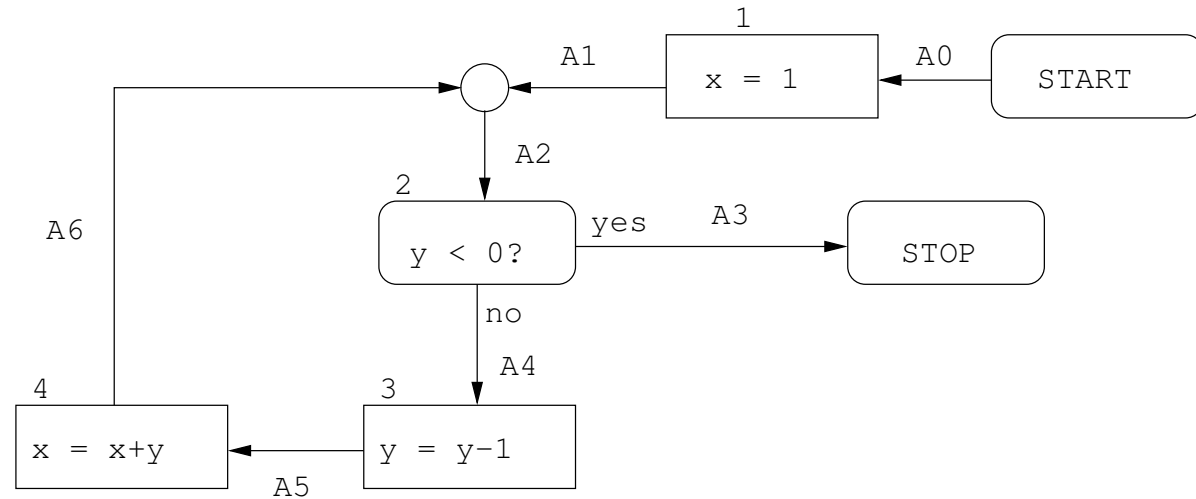 1
A1
A0
x = 1
START
A2
2
A6
yes
A3
y < 0?
STOP
no
A4
4
3
x = x+y
y = y-1
A5